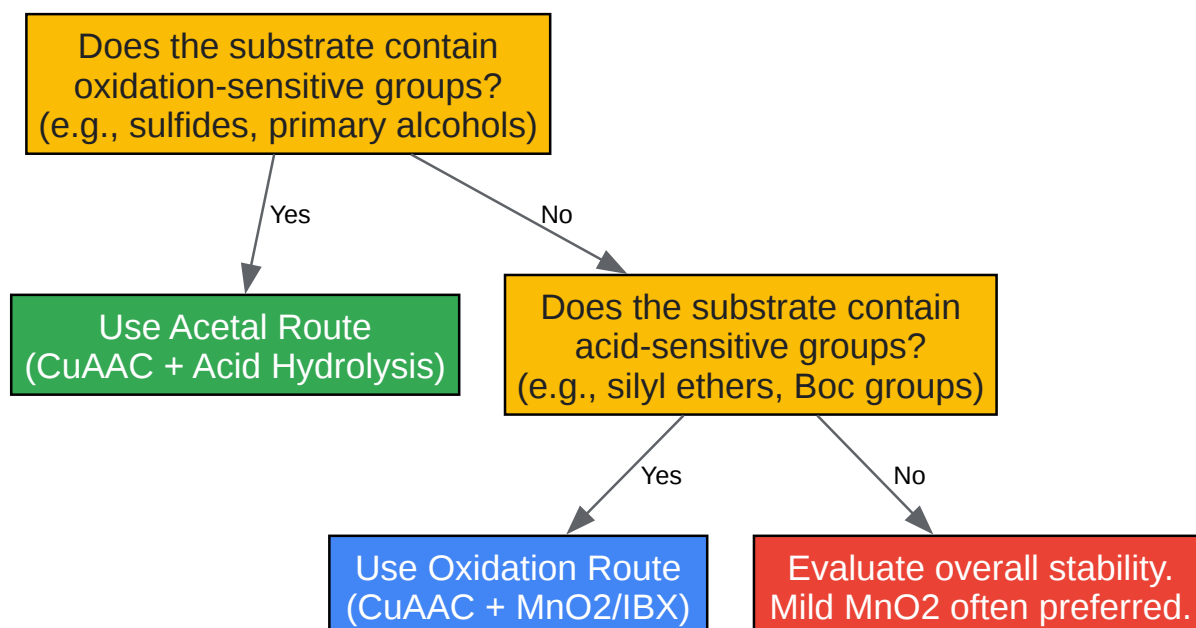 Does the substrate contain
oxidation-sensitive groups?
(e.g., sulfides, primary alcohols)
Yes
No
Use Acetal Route
(CuAAC + Acid Hydrolysis)
Does the substrate contain
acid-sensitive groups?
(e.g., silyl ethers, Boc groups)
Yes
No
Use Oxidation Route
(CuAAC + MnO2/IBX)
Evaluate overall stability.
Mild MnO2 often preferred.